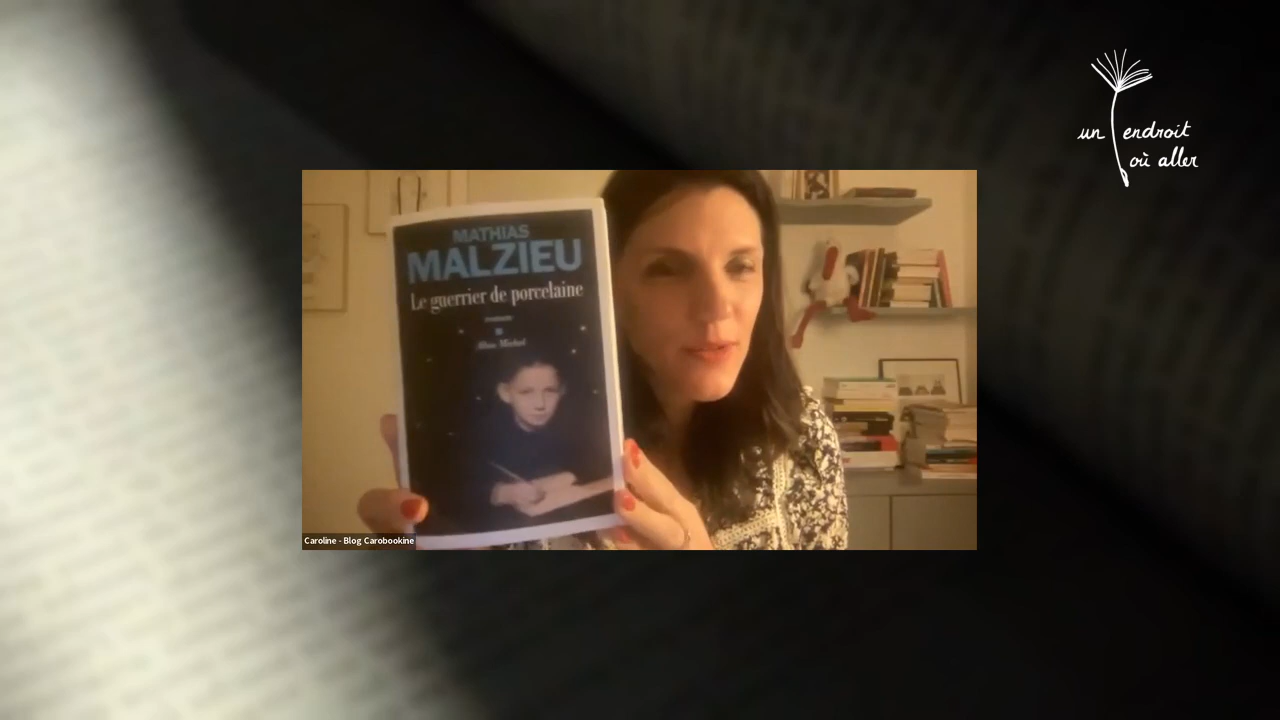 un endroit
où aller
MATHIAS
MALZIEU
Le guerrier de porcelaine
roman
Albin Michel
Caroline - Blog Carobookine